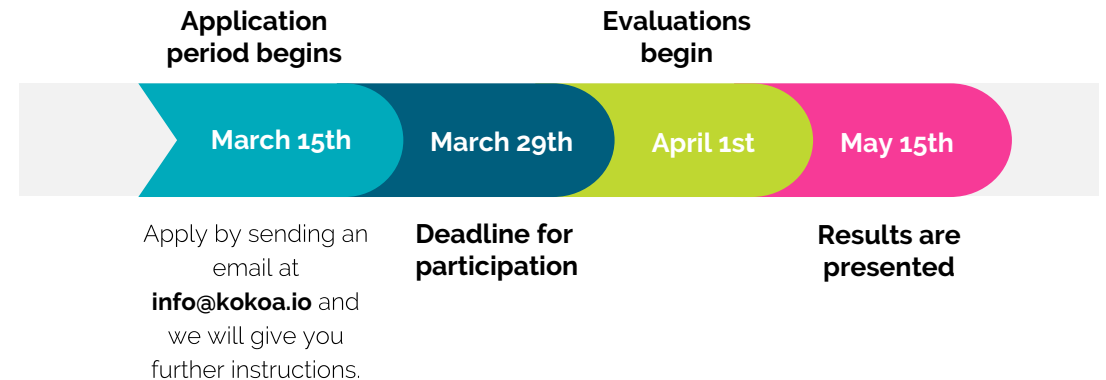 Application
period begins
Evaluations
begin
March 15th
March 29th
April 1st
May 15th
Apply by sending an
email at
info@kokoa.io and
we will give you
further instructions.
Deadline for
participation
Results are
presented